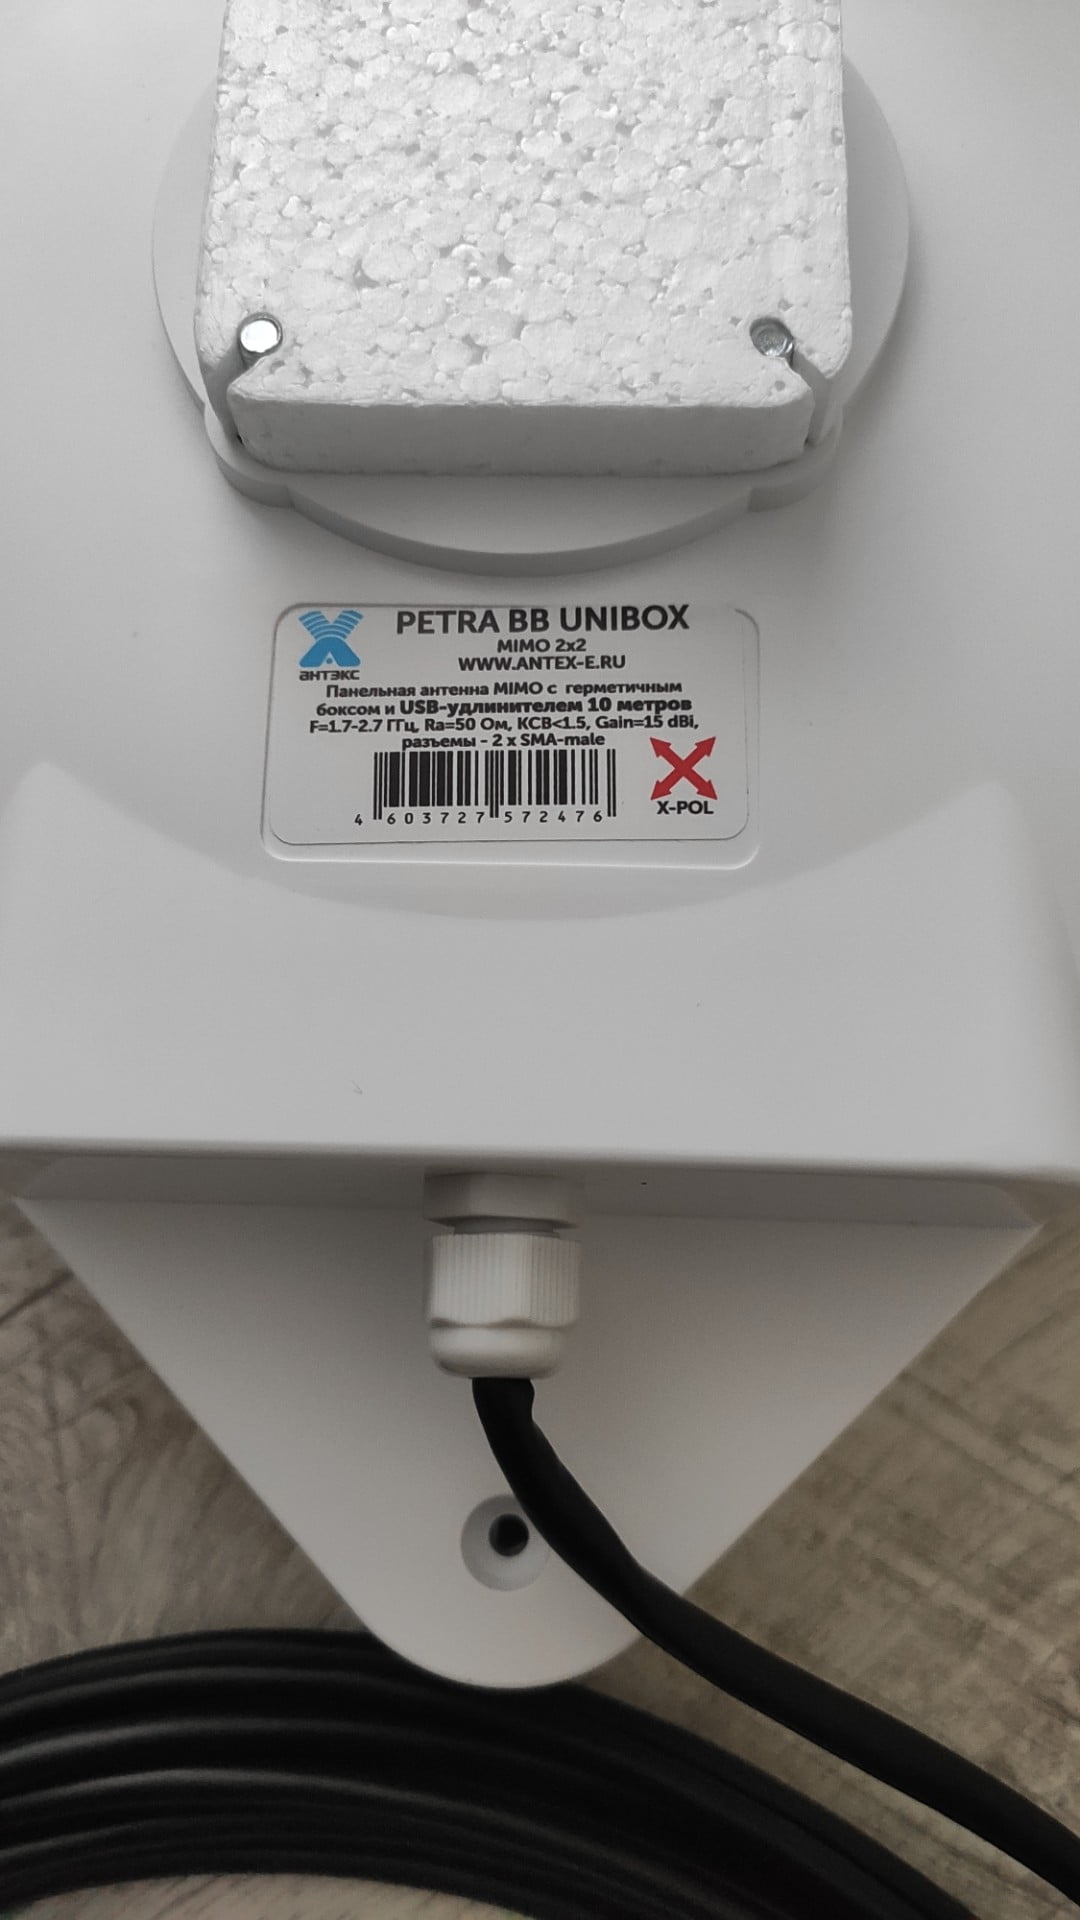 PETRA BB UNIBOX
MIMO 2x2
WWW.ANTEX-E.RU
антэкс
Панельная антенна MIMO с герметичным
боксом и USB-удлинителем 10 метров
F=1.7-2.7 ГГц, Ra=50 Ом, КСВ<1.5, Gain=15 dBi,
разъемы - 2 x SMA-male
X-POL
4 603727 572476